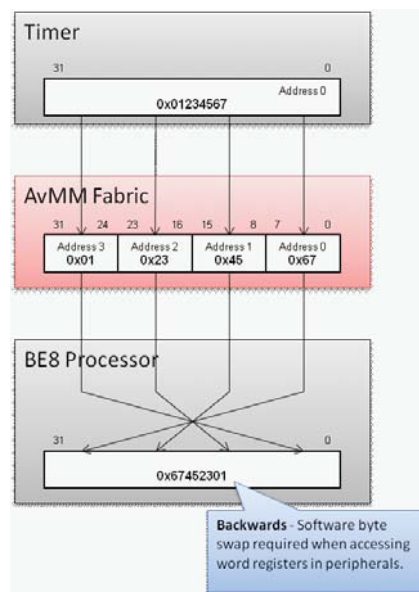 Timer
31 0
Address 0
0x01234567
AvMM Fabric
31 24 23 16 15 8 7 0
Address 3 Address 2 Address 1 Address 0
0x01 0x23 0x45 0x67
BE8 Processor
31 0
0x67452301
Backwards - Software byte
swap required when accessing
word registers in peripherals.